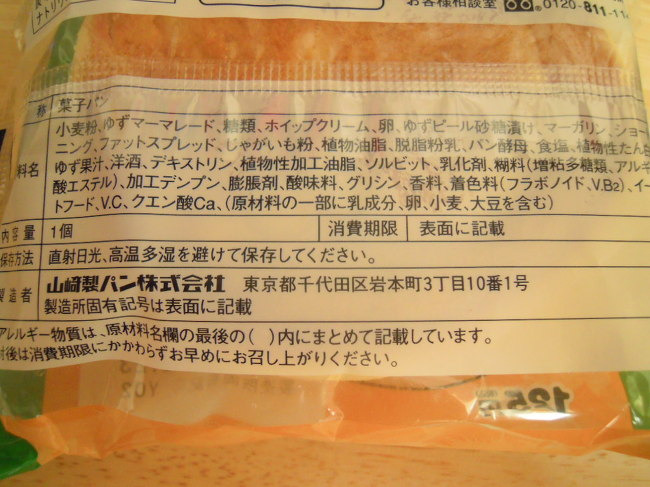 ナトリウ
お客様相談室 0120-811-11
称 菓子パン
小麦粉、ゆずマーマレード、糖類、ホイップクリーム、卵、ゆずピール砂糖漬け、マーガリン、ショー
ニング、ファットスプレッド、じゃがいも粉、植物油脂、脱脂粉乳、パン酵母、食塩、植物性たん白
料名 ゆず果汁、洋酒、デキストリン、植物性加工油脂、ソルビット、乳化剤、糊料(増粘多糖類、アルギ
酸エステル)、加工デンプン、膨脹剤、酸味料、グリシン、香料、着色料(フラボノイド、V.B2)、イー
トフード、V.C、クエン酸Ca、(原材料の一部に乳成分、卵、小麦、大豆を含む)
内容量 1個 消費期限 表面に記載
保存方法 直射日光、高温多湿を避けて保存してください。
製造者 山崎製パン株式会社 東京都千代田区岩本町3丁目10番1号
製造所固有記号は表面に記載
アレルギー物質は、原材料名欄の最後の( )内にまとめて記載しています。
封後は消費期限にかかわらずお早めにお召し上がりください。
Y02
125